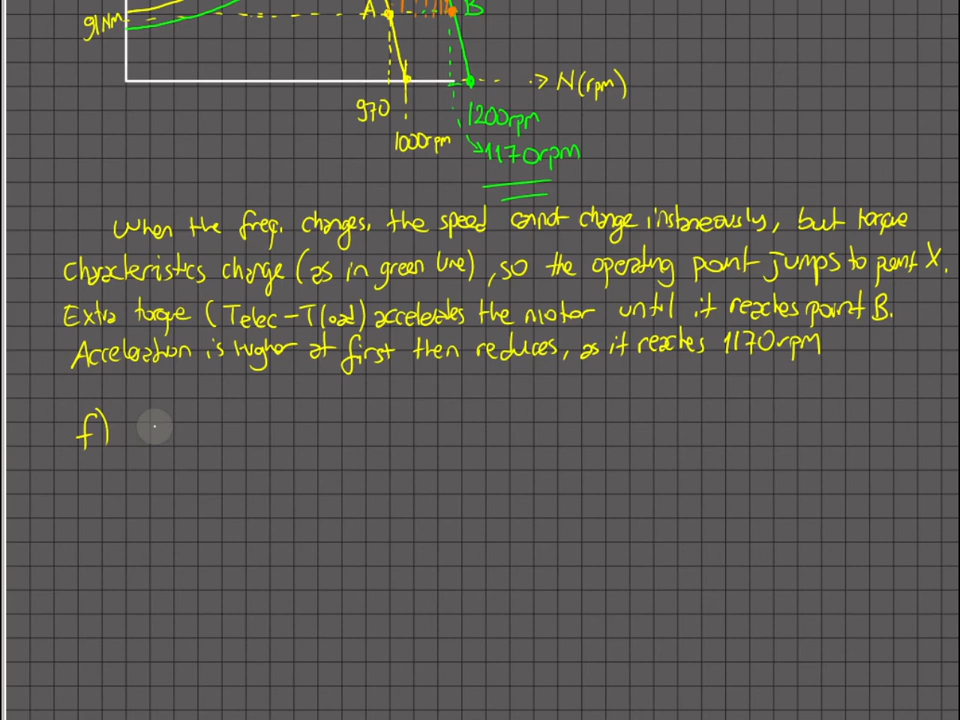 91Nm
A
B
N(rpm)
970
1200rpm
1000rpm
1170rpm
When the freq. changes, the speed cannot change instaneously, but torque
characteristics change (as in green line), so the operating point jumps to point X.
Extra torque (Telec-Tload) accelerates the motor until it reaches point B.
Acceleration is higher at first then reduces, as it reaches 1170rpm
f)